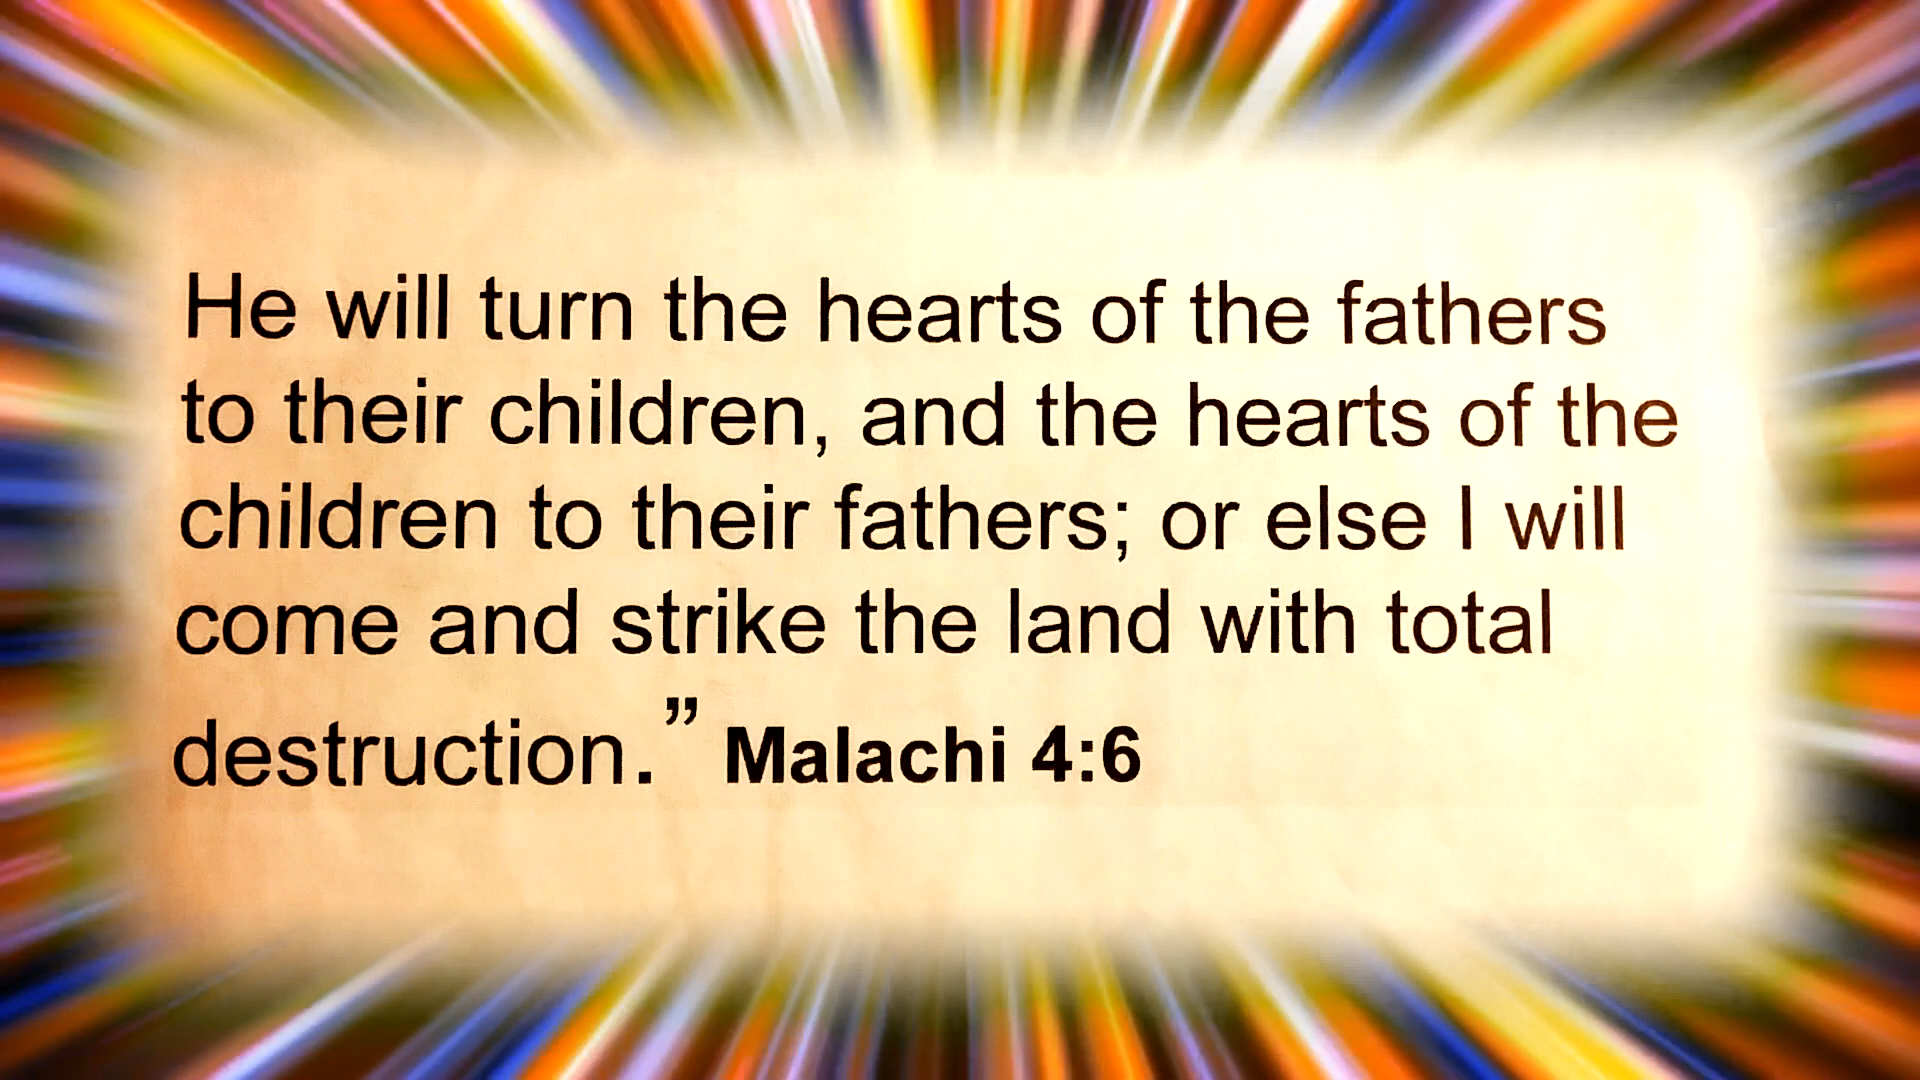 He will turn the hearts of the fathers
to their children, and the hearts of the
children to their fathers; or else I will
come and strike the land with total
destruction.” Malachi 4:6